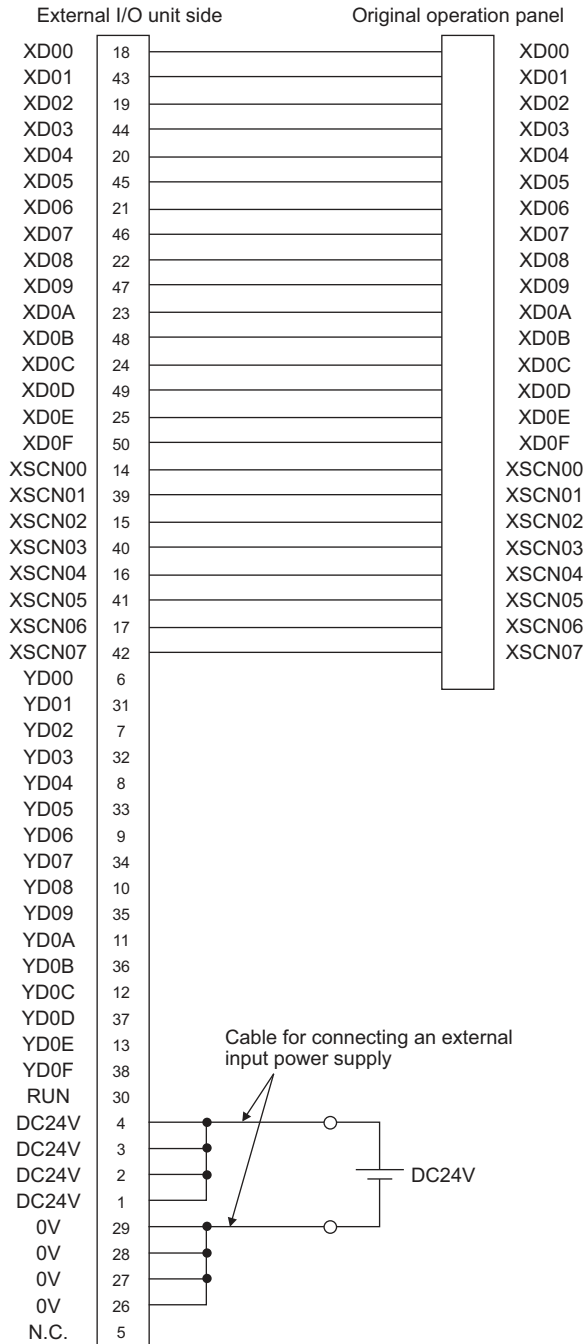 External I/O unit side Original operation panel
XD00 18 XD00
XD01 43 XD01
XD02 19 XD02
XD03 44 XD03
XD04 20 XD04
XD05 45 XD05
XD06 21 XD06
XD07 46 XD07
XD08 22 XD08
XD09 47 XD09
XD0A 23 XD0A
XD0B 48 XD0B
XD0C 24 XD0C
XD0D 49 XD0D
XD0E 25 XD0E
XD0F 50 XD0F
XSCN00 14 XSCN00
XSCN01 39 XSCN01
XSCN02 15 XSCN02
XSCN03 40 XSCN03
XSCN04 16 XSCN04
XSCN05 41 XSCN05
XSCN06 17 XSCN06
XSCN07 42 XSCN07
YD00 6
YD01 31
YD02 7
YD03 32
YD04 8
YD05 33
YD06 9
YD07 34
YD08 10
YD09 35
YD0A 11
YD0B 36
YD0C 12
YD0D 37
YD0E 13
YD0F 38
Cable for connecting an external
input power supply
RUN 30
DC24V 4
DC24V 3
DC24V 2 DC24V
DC24V 1
0V 29
0V 28
0V 27
0V 26
N.C. 5